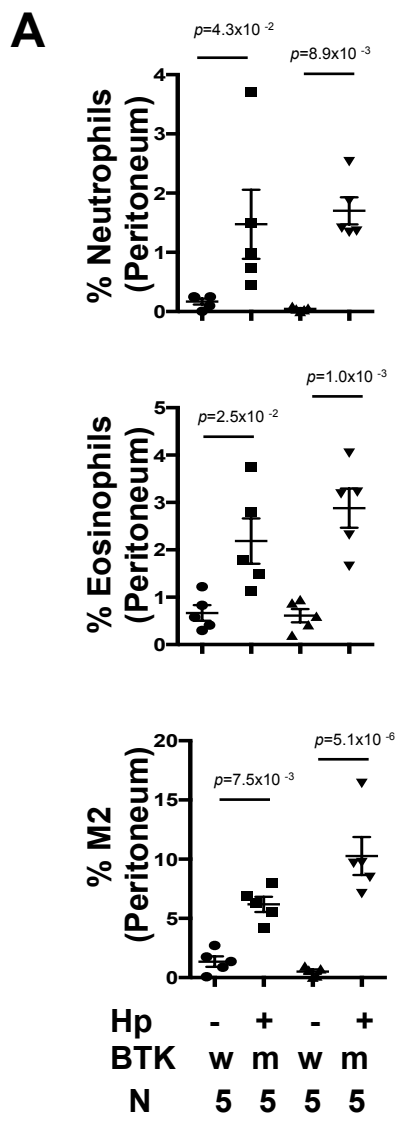 A
p=4.3x10 -2
p=8.9x10 -3
% Neutrophils
(Peritoneum)
4
3
2
1
0
p=1.0x10 -3
p=2.5x10 -2
% Eosinophils
(Peritoneum)
5
4
3
2
1
0
p=5.1x10 -6
p=7.5x10 -3
% M2
(Peritoneum)
20
15
10
5
0
Hp - + - +
BTK w m w m
N 5 5 5 5